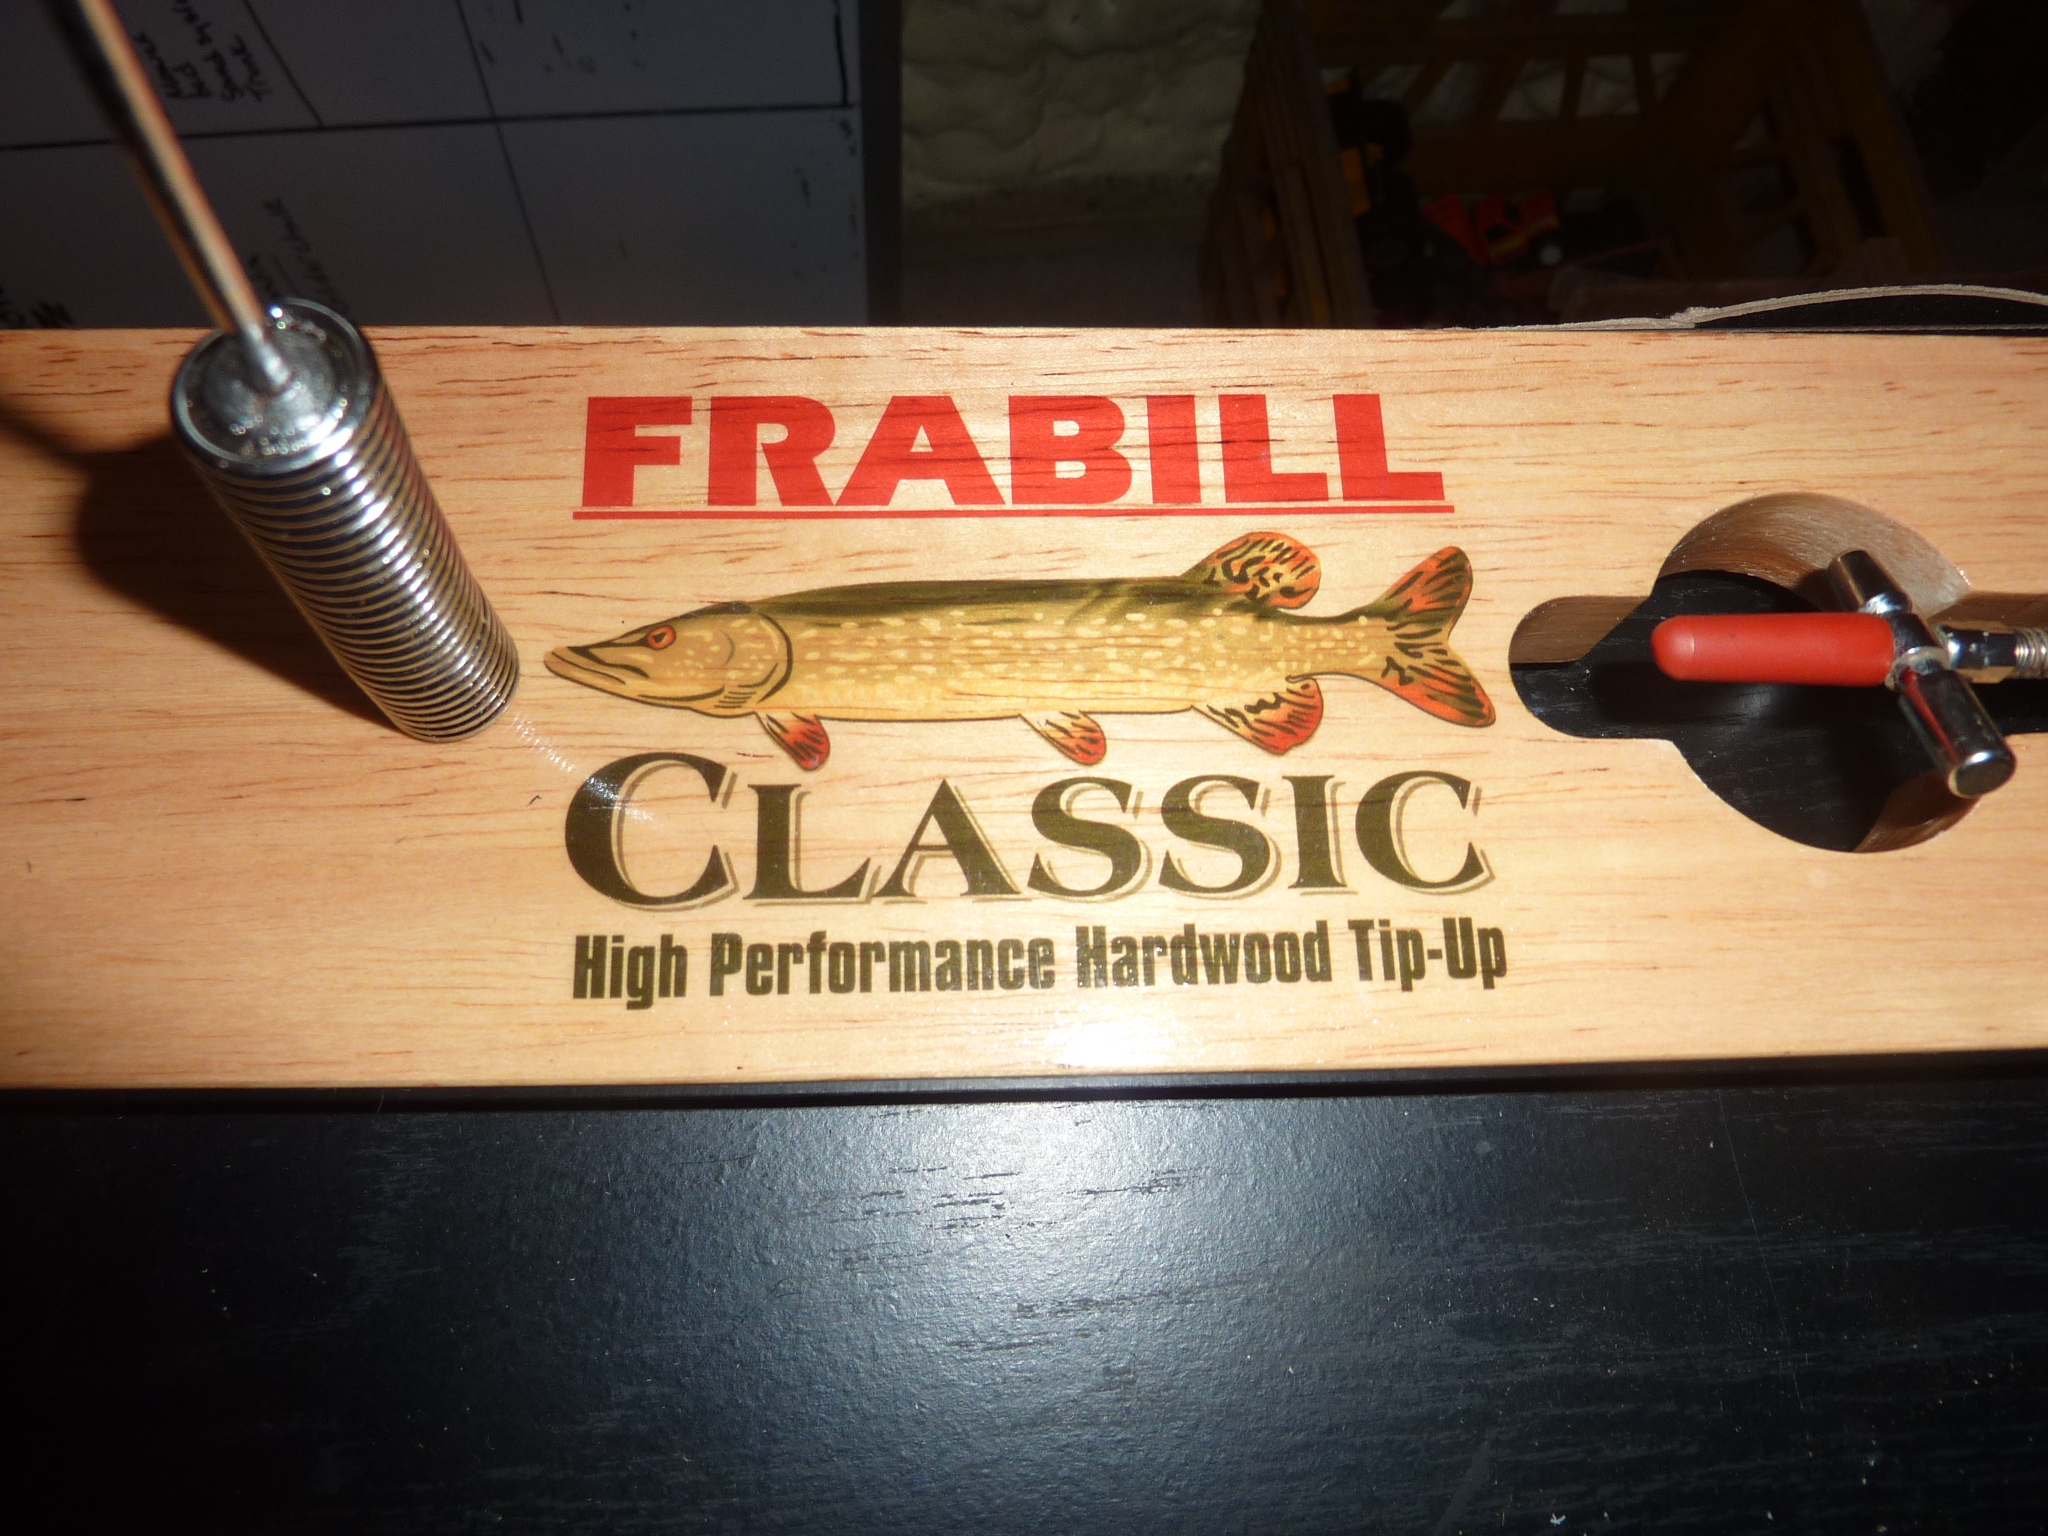 FRABILL
CLASSIC
High Performance Hardwood Tip-Up